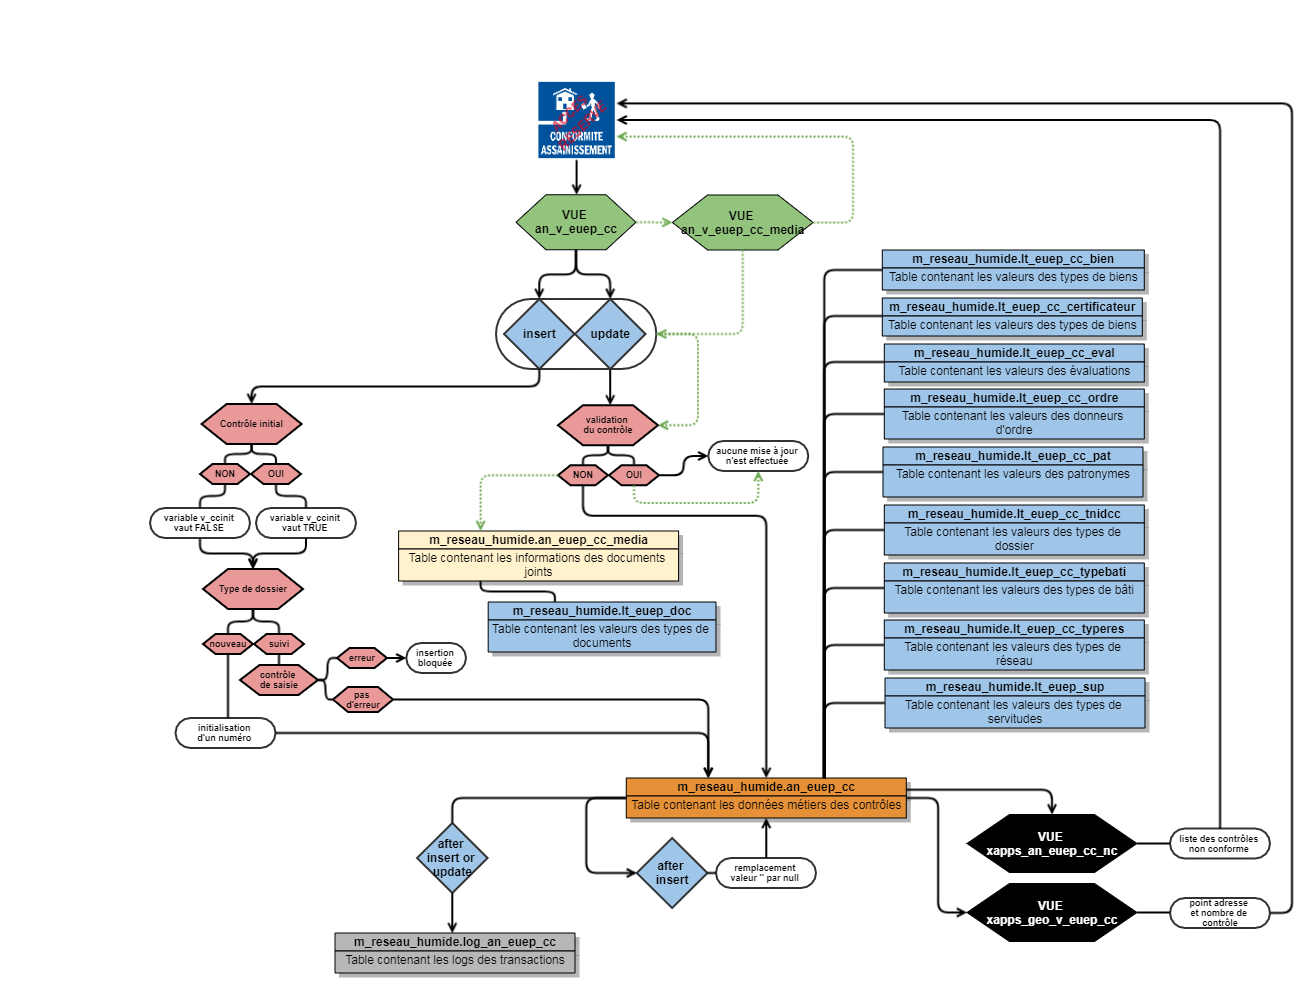 ACCES
RESERVE
CONFORMITE
ASSAINISSEMENT
VUE
an_v_euep_cc
VUE
an_v_euep_cc_media
insert
update
m_reseau_humide.lt_euep_cc_bien
Table contenant les valeurs des types de biens
m_reseau_humide.lt_euep_cc_certificateur
Table contenant les valeurs des types de biens
m_reseau_humide.lt_euep_cc_eval
Table contenant les valeurs des évaluations
m_reseau_humide.lt_euep_cc_ordre
Table contenant les valeurs des donneurs
d'ordre
m_reseau_humide.lt_euep_cc_pat
Table contenant les valeurs des patronymes
m_reseau_humide.lt_euep_cc_tnidcc
Table contenant les valeurs des types de
dossier
m_reseau_humide.lt_euep_cc_typebati
Table contenant les valeurs des types de bâti
m_reseau_humide.lt_euep_cc_typeres
Table contenant les valeurs des types de
réseau
m_reseau_humide.lt_euep_sup
Table contenant les valeurs des types de
servitudes
Contrôle initial
NON
OUI
variable v_ccinit
vaut FALSE
variable v_ccinit
vaut TRUE
validation
du contrôle
NON
OUI
aucune mise à jour
n'est effectuée
m_reseau_humide.an_euep_cc_media
Table contenant les informations des documents
joints
m_reseau_humide.lt_euep_doc
Table contenant les valeurs des types de
documents
Type de dossier
nouveau
suivi
contrôle
de saisie
erreur
insertion
bloquée
pas
d'erreur
initialisation
d'un numéro
m_reseau_humide.an_euep_cc
Table contenant les données métiers des contrôles
after
insert or
update
after
insert
remplacement
valeur '' par null
VUE
xapps_an_euep_cc_nc
liste des contrôles
non conforme
VUE
xapps_geo_v_euep_cc
point adresse
et nombre de
contrôle
m_reseau_humide.log_an_euep_cc
Table contenant les logs des transactions